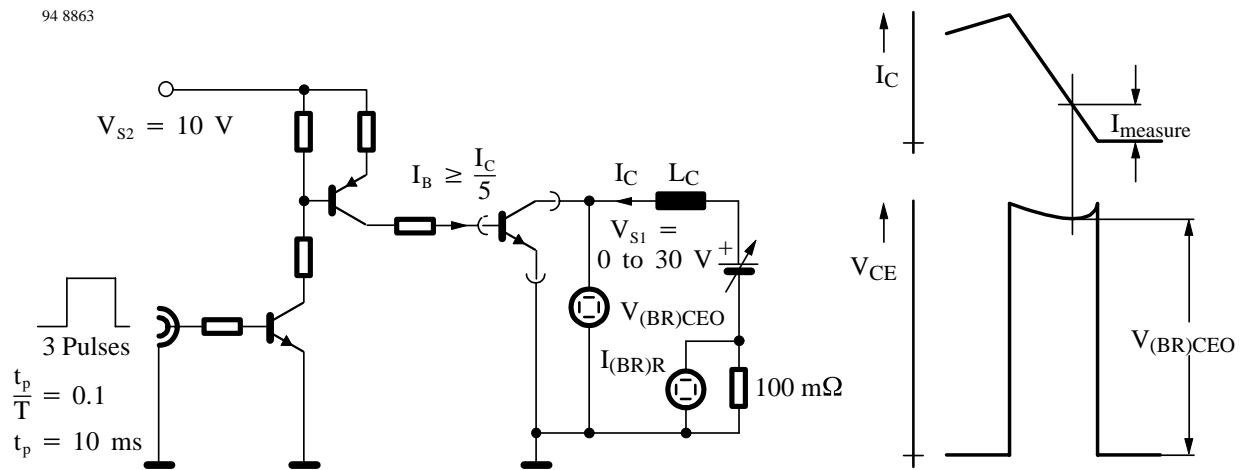 94 8863
V_S2 = 10 V
I_B ≥ I_C/5
I_C
L_C
V_S1 =
0 to 30 V
+
V_(BR)CEO
I_(BR)R
100 mΩ
3 Pulses
t_p/T = 0.1
t_p = 10 ms
I_C
I_measure
V_CE
V_(BR)CEO